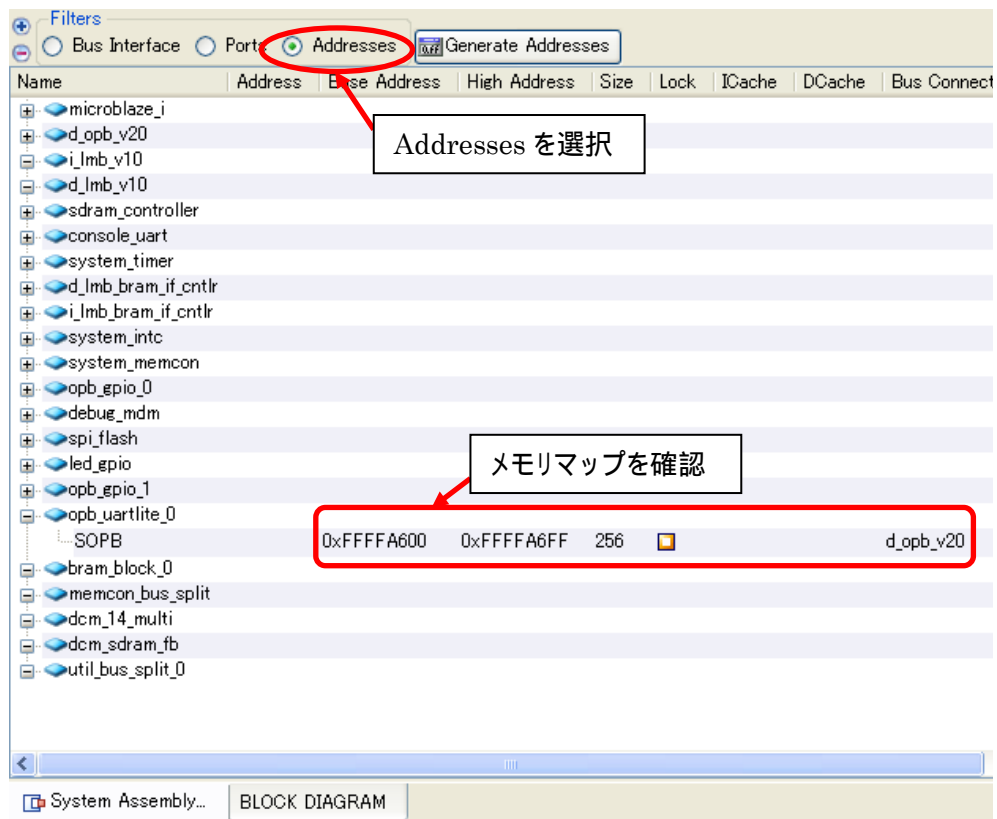 Filters
Bus Interface Ports Addresses Generate Addresses
Name Address Base Address High Address Size Lock ICache DCache Bus Connect
microblaze_i
d_opb_v20
Addresses を選択
i_lmb_v10
d_lmb_v10
sdram_controller
console_uart
system_timer
d_lmb_bram_if_cntlr
i_lmb_bram_if_cntlr
system_intc
system_memcon
opb_gpio_0
debug_mdm
spi_flash
メモリマップを確認
led_gpio
opb_gpio_1
opb_uartlite_0
SOPB 0xFFFFA600 0xFFFFA6FF 256 d_opb_v20
bram_block_0
memcon_bus_split
dcm_14_multi
dcm_sdram_fb
util_bus_split_0
System Assembly... BLOCK DIAGRAM